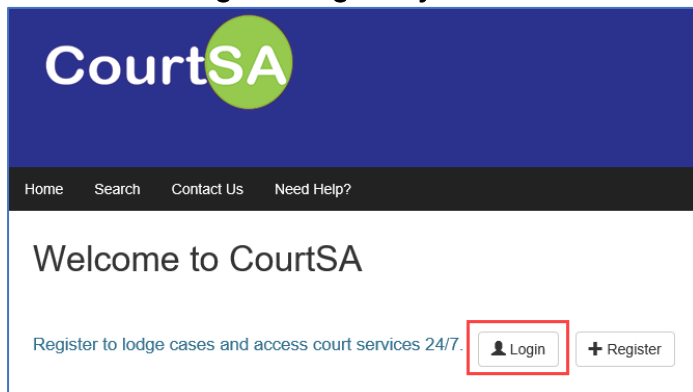 CourtSA
Home Search Contact Us Need Help?
Welcome to CourtSA
Register to lodge cases and access court services 24/7. Login + Register